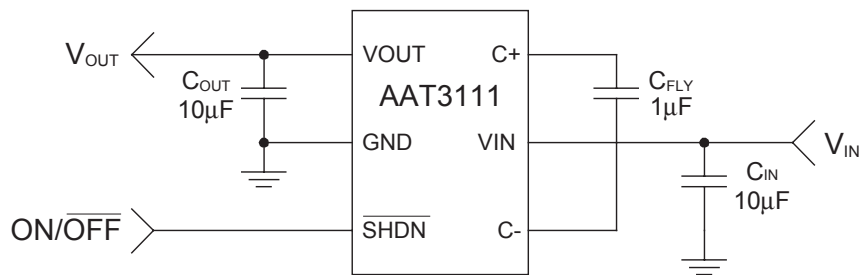 VOUT
COUT
10µF
VOUT
C+
AAT3111
GND
VIN
SHDN
C-
CFLY
1µF
VIN
CIN
10µF
ON/OFF